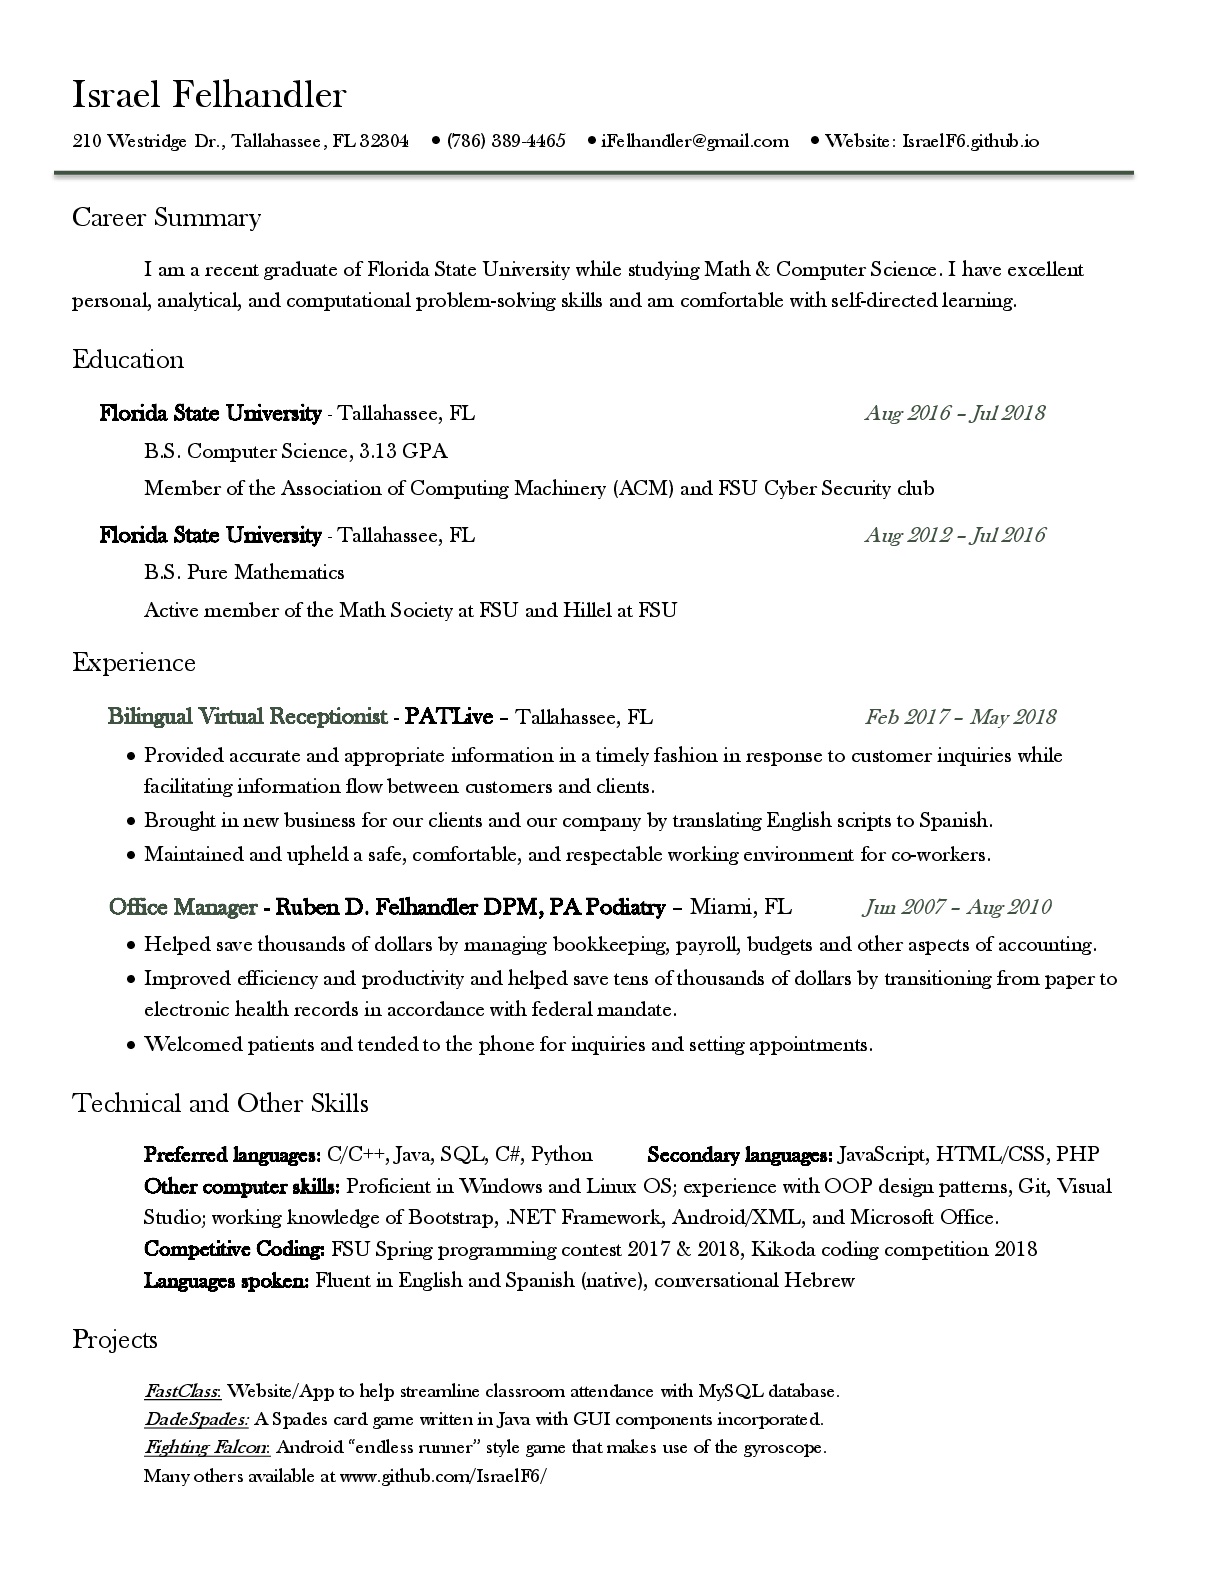 Israel Felhandler
210 Westridge Dr., Tallahassee, FL 32304 • (786) 389-4465 • iFelhandler@gmail.com • Website: IsraelF6.github.io
Career Summary
I am a recent graduate of Florida State University while studying Math & Computer Science. I have excellent
personal, analytical, and computational problem-solving skills and am comfortable with self-directed learning.
Education
Florida State University - Tallahassee, FL Aug 2016 – Jul 2018
B.S. Computer Science, 3.13 GPA
Member of the Association of Computing Machinery (ACM) and FSU Cyber Security club
Florida State University - Tallahassee, FL Aug 2012 – Jul 2016
B.S. Pure Mathematics
Active member of the Math Society at FSU and Hillel at FSU
Experience
Bilingual Virtual Receptionist - PATLive – Tallahassee, FL Feb 2017 – May 2018
• Provided accurate and appropriate information in a timely fashion in response to customer inquiries while
facilitating information flow between customers and clients.
• Brought in new business for our clients and our company by translating English scripts to Spanish.
• Maintained and upheld a safe, comfortable, and respectable working environment for co-workers.
Office Manager - Ruben D. Felhandler DPM, PA Podiatry – Miami, FL Jun 2007 – Aug 2010
• Helped save thousands of dollars by managing bookkeeping, payroll, budgets and other aspects of accounting.
• Improved efficiency and productivity and helped save tens of thousands of dollars by transitioning from paper to
electronic health records in accordance with federal mandate.
• Welcomed patients and tended to the phone for inquiries and setting appointments.
Technical and Other Skills
Preferred languages: C/C++, Java, SQL, C#, Python Secondary languages: JavaScript, HTML/CSS, PHP
Other computer skills: Proficient in Windows and Linux OS; experience with OOP design patterns, Git, Visual
Studio; working knowledge of Bootstrap, .NET Framework, Android/XML, and Microsoft Office.
Competitive Coding: FSU Spring programming contest 2017 & 2018, Kikoda coding competition 2018
Languages spoken: Fluent in English and Spanish (native), conversational Hebrew
Projects
FastClass: Website/App to help streamline classroom attendance with MySQL database.
DadeSpades: A Spades card game written in Java with GUI components incorporated.
Fighting Falcon: Android “endless runner” style game that makes use of the gyroscope.
Many others available at www.github.com/IsraelF6/